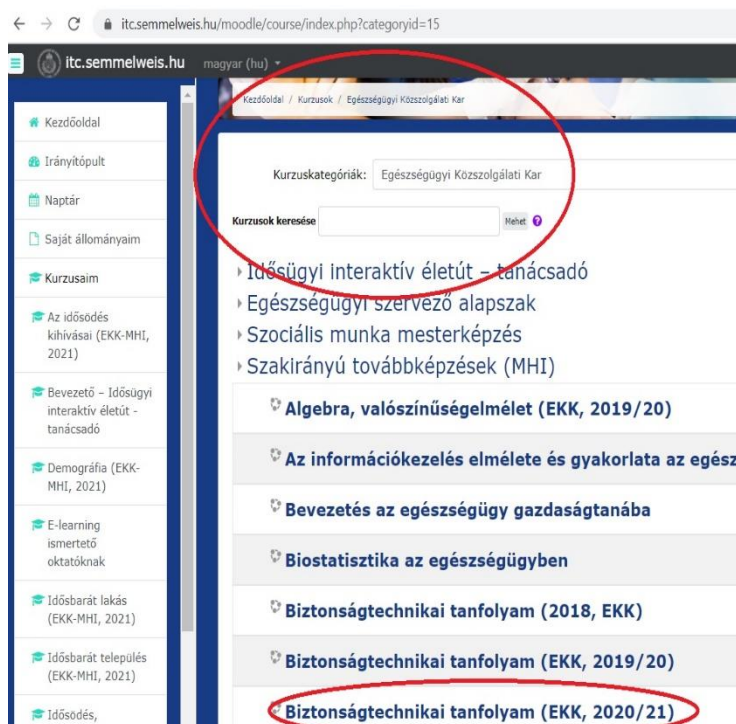 itc.semmelweis.hu/moodle/course/index.php?categoryid=15
itc.semmelweis.hu
magyar (hu)
Kezdőoldal / Kurzusok / Egészségügyi Közszolgálati Kar
Kezdőoldal
Irányítópult
Naptár
Saját állományaim
Kurzusaim
Az idősödés
kihívásai (EKK-MHI,
2021)
Bevezető – Idősügyi
interaktív életút -
tanácsadó
Demográfia (EKK-
MHI, 2021)
E-learning
ismertető
oktatóknak
Idősbarát lakás
(EKK-MHI, 2021)
Idősbarát település
(EKK-MHI, 2021)
Idősödés,
Kurzuskategóriák: Egészségügyi Közszolgálati Kar
Kurzusok keresése Mehet
Idősügyi interaktív életút – tanácsadó
Egészségügyi szervező alapszak
Szociális munka mesterképzés
Szakirányú továbbképzések (MHI)
Algebra, valószínűségelmélet (EKK, 2019/20)
Az információkezelés elmélete és gyakorlata az egész
Bevezetés az egészségügy gazdaságtanába
Biostatisztika az egészségügyben
Biztonságtechnikai tanfolyam (2018, EKK)
Biztonságtechnikai tanfolyam (EKK, 2019/20)
Biztonságtechnikai tanfolyam (EKK, 2020/21)